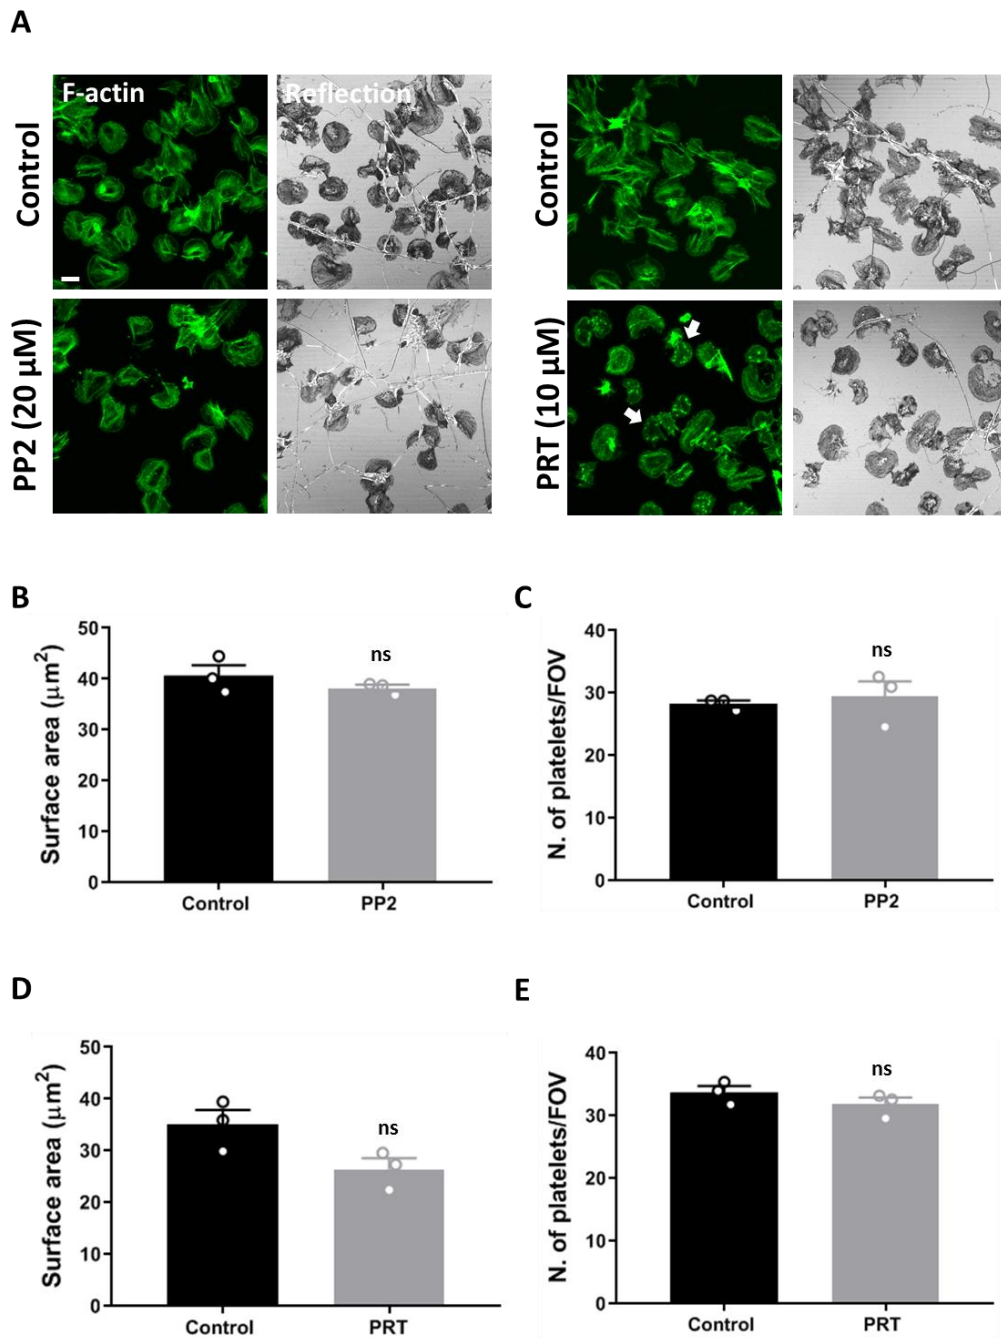 A
F-actin
Reflection
Control
Control
PP2 (20 µM)
PRT (10 µM)
B
C
Surface area (µm²)
50
40
30
20
10
0
ns
Control
PP2
N. of platelets/FOV
40
30
20
10
0
ns
Control
PP2
D
E
Surface area (µm²)
50
40
30
20
10
0
ns
Control
PRT
N. of platelets/FOV
40
30
20
10
0
ns
Control
PRT